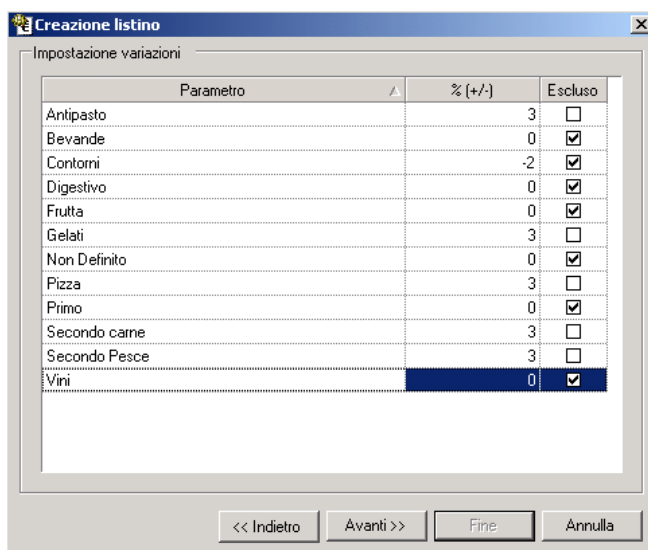 Creazione listino
Impostazione variazioni
Parametro % (+/-) Escluso
Antipasto 3
Bevande 0
Contorni -2
Digestivo 0
Frutta 0
Gelati 3
Non Definito 0
Pizza 3
Primo 0
Secondo carne 3
Secondo Pesce 3
Vini 0
<< Indietro Avanti >> Fine Annulla